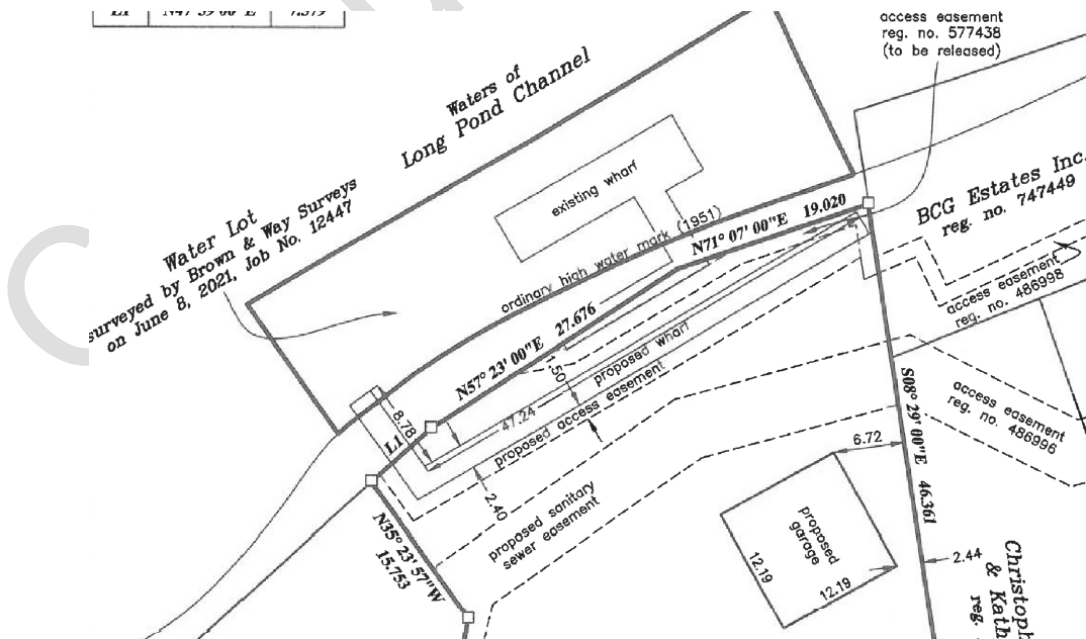 L1 N47° 39' 00"E 7.379
access easement
reg. no. 577438
(to be released)
Waters of
Long Pond Channel
existing wharf
BCG Estates Inc.
reg. no. 747449
Water Lot
surveyed by Brown & Way Surveys
on June 8, 2021, Job No. 12447
ordinary high water mark (1951)
N71° 07' 00"E 19.020
access easement
reg. no. 486998
N57° 23' 00"E 27.676
proposed wharf
1.50
47.24
proposed access easement
8.78
L1
2.40
S08° 29' 00"E 46.361
access easement
reg. no. 486996
6.72
proposed sanitary
sewer easement
N35° 23' 57"W
15.753
proposed
garage
12.19
12.19
2.44
Christoph
& Kath
reg.